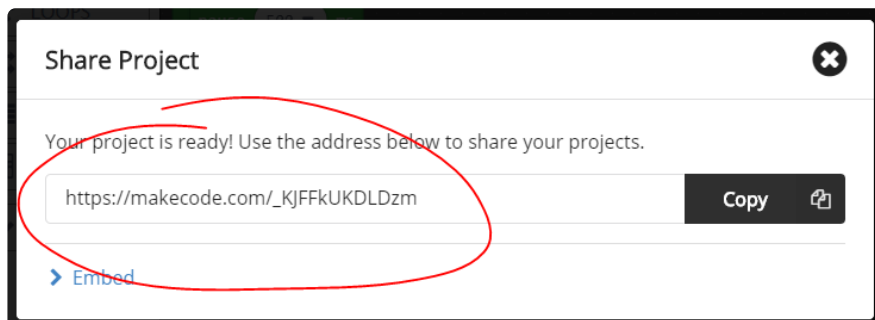 LOOPS
Share Project
Your project is ready! Use the address below to share your projects.
https://makecode.com/_KJFFkUKDLDzm
Copy
Embed